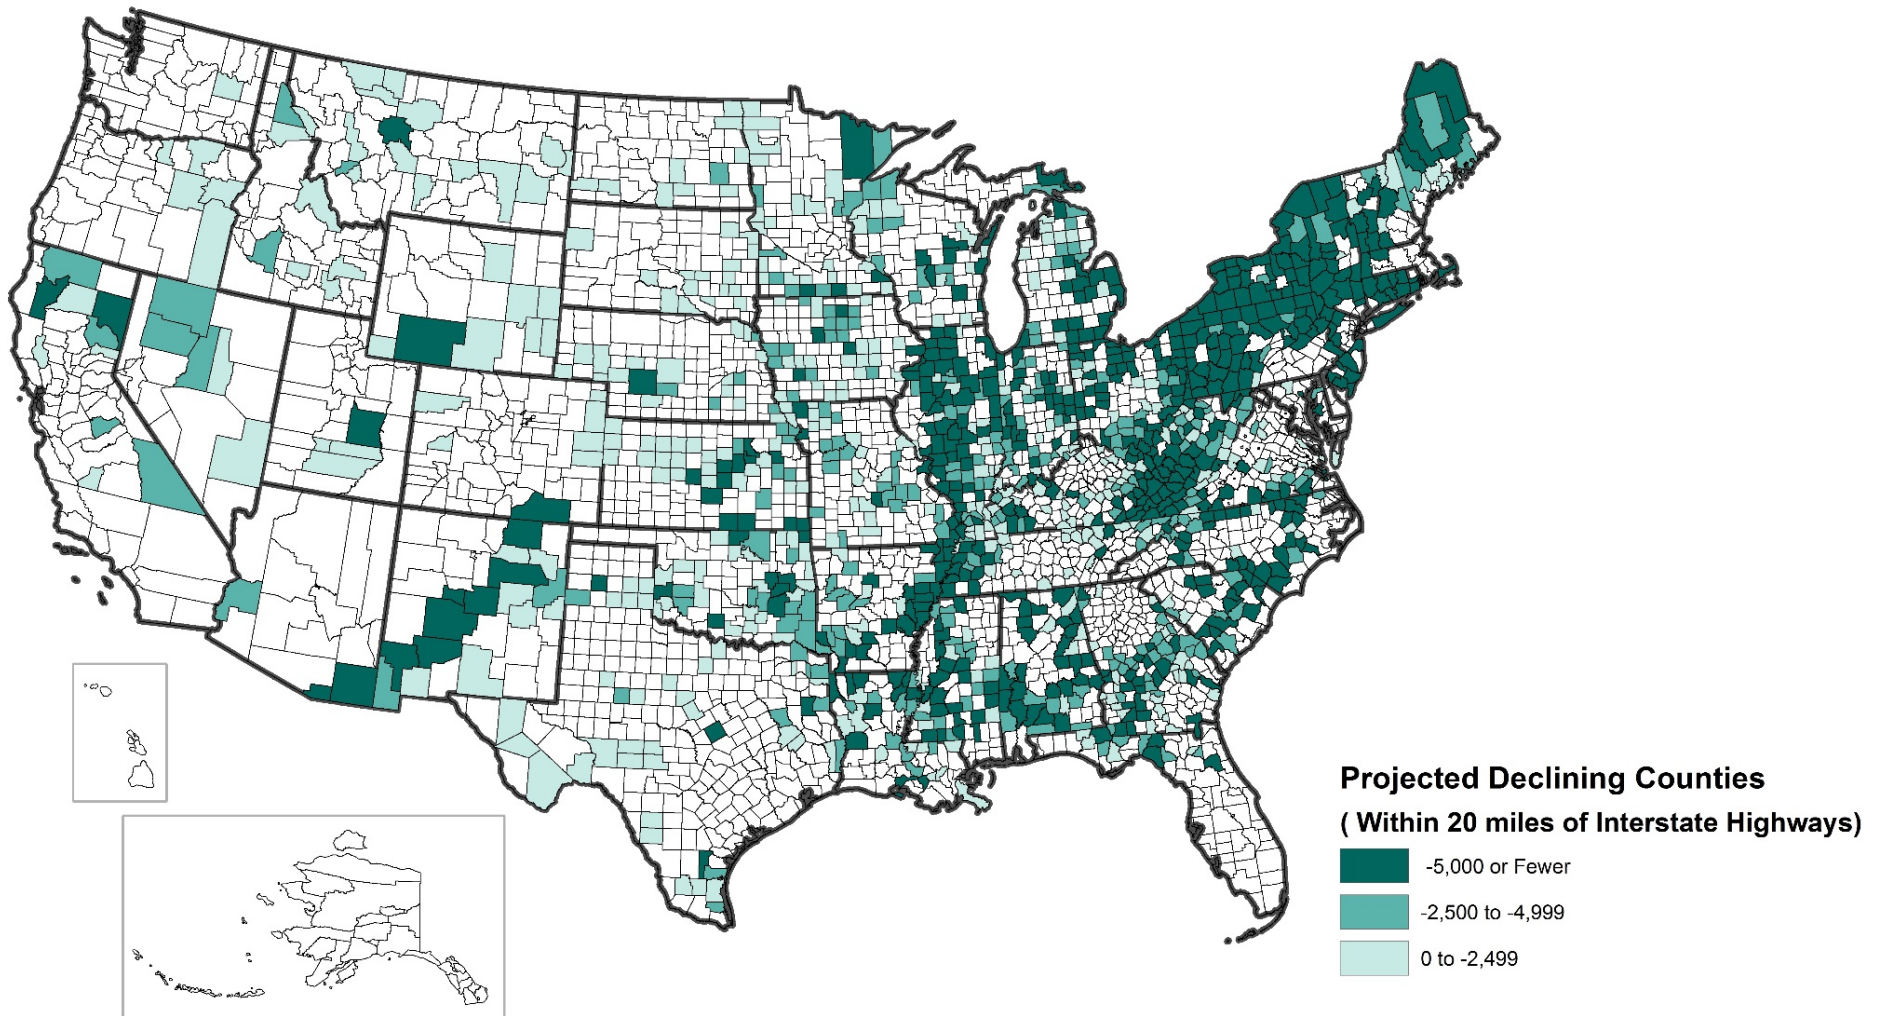 Projected Declining Counties
( Within 20 miles of Interstate Highways)
-5,000 or Fewer
-2,500 to -4,999
0 to -2,499